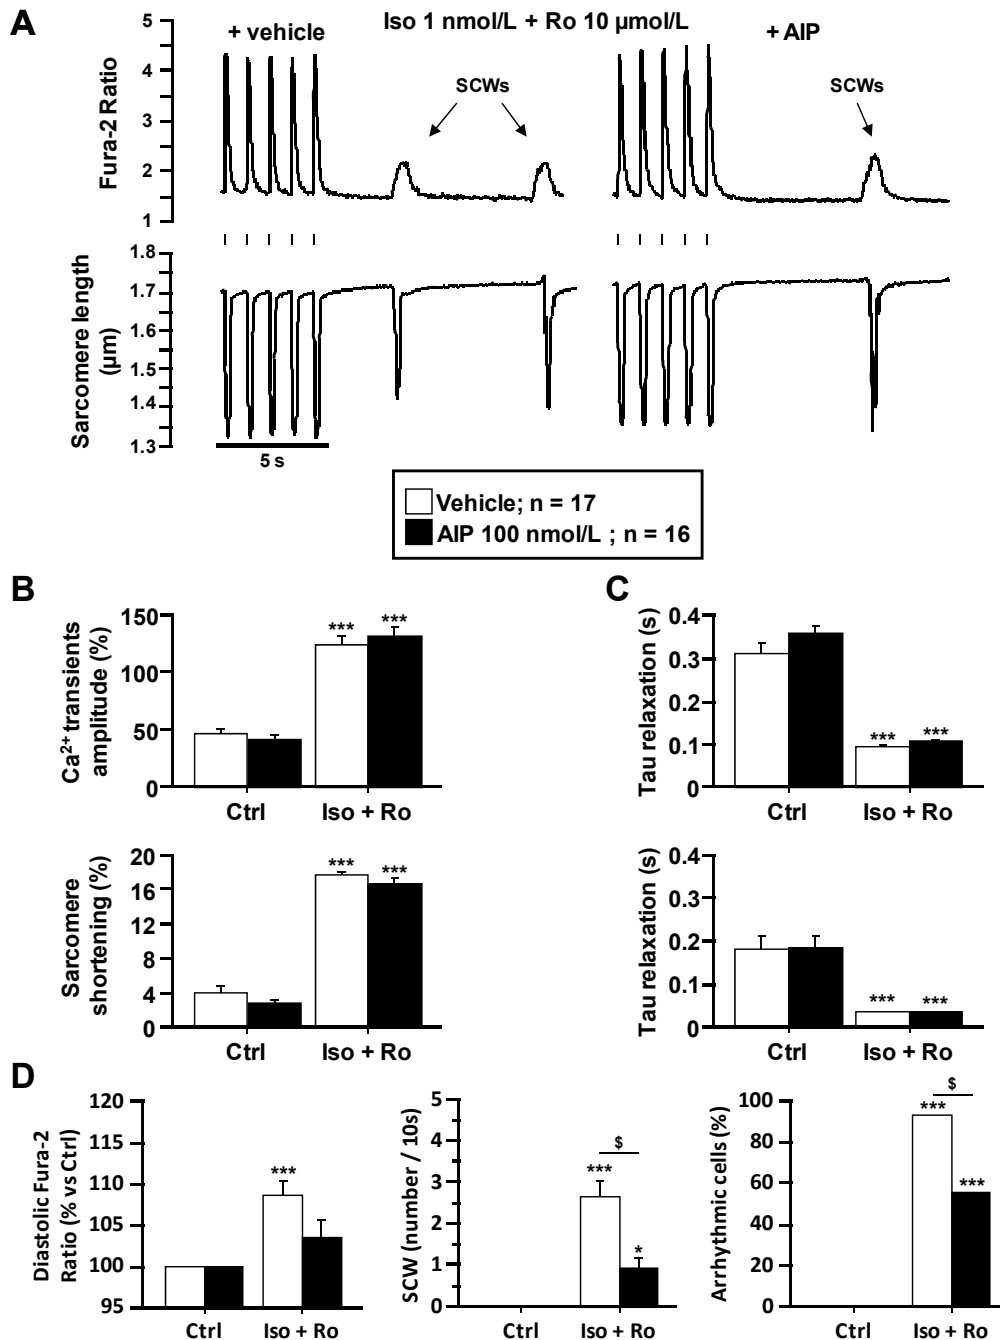 A
Iso 1 nmol/L + Ro 10 µmol/L
+ vehicle
+ AIP
Fura-2 Ratio
5
4
3
2
1
SCWs
SCWs
Sarcomere length
(µm)
1.8
1.7
1.6
1.5
1.4
1.3
5 s
Vehicle; n = 17
AIP 100 nmol/L ; n = 16
B
Ca2+ transients
amplitude (%)
150
100
50
0
*** ***
Ctrl Iso + Ro
Sarcomere
shortening (%)
20
16
12
8
4
0
*** ***
Ctrl Iso + Ro
C
Tau relaxation (s)
0.4
0.3
0.2
0.1
0
*** ***
Ctrl Iso + Ro
Tau relaxation (s)
0.4
0.3
0.2
0.1
0
*** ***
Ctrl Iso + Ro
D
Diastolic Fura-2
Ratio (% vs Ctrl)
120
115
110
105
100
95
***
Ctrl Iso + Ro
SCW (number / 10s)
5
4
3
2
1
0
$
***
*
Ctrl Iso + Ro
Arrhythmic cells (%)
100
80
60
40
20
0
$
***
***
Ctrl Iso + Ro